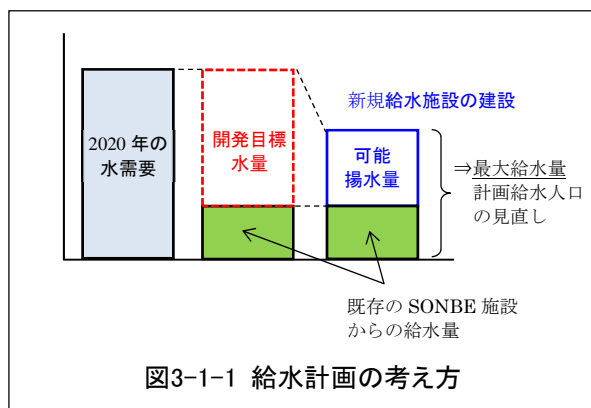 新規給水施設の建設
2020 年の
水需要
開発目標
水量
可能
揚水量
⇒最大給水量
計画給水人口
の見直し
既存の SONBE 施設
からの給水量
図3-1-1 給水計画の考え方